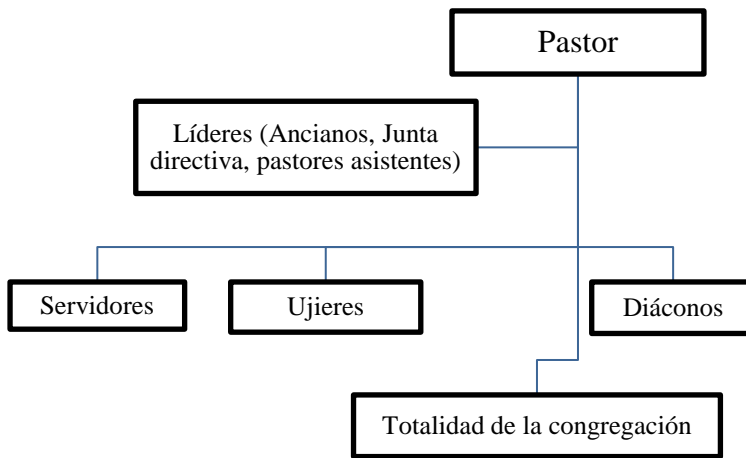 Pastor
Líderes (Ancianos, Junta
directiva, pastores asistentes)
Servidores
Ujieres
Diáconos
Totalidad de la congregación